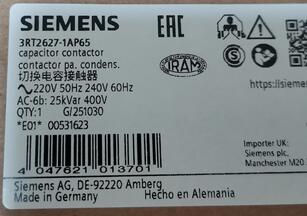 SIEMENS
EAC
3RT2627-1AP65
capacitor contactor
contactor pa. condens.
切换电容接触器
IRAM
220V 50Hz 240V 60Hz
AC-6b: 25kVar 400V
QTY:1 G/251030
*E01* 00531623
https://sieme
4 047621 013701
Importer UK:
Siemens plc,
Manchester M20
Siemens AG, DE-92220 Amberg
Made in Germany Hecho en Alemania